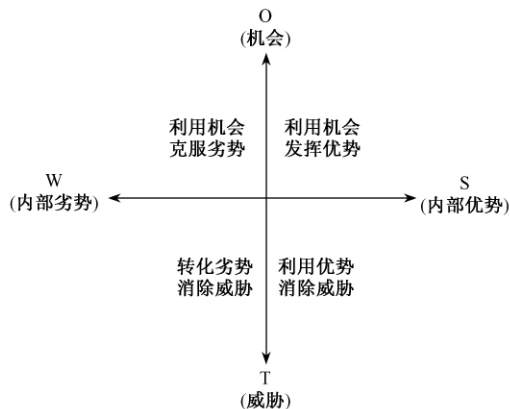 O
(机会)
利用机会
克服劣势
利用机会
发挥优势
W
(内部劣势)
S
(内部优势)
转化劣势
消除威胁
利用优势
消除威胁
T
(威胁)